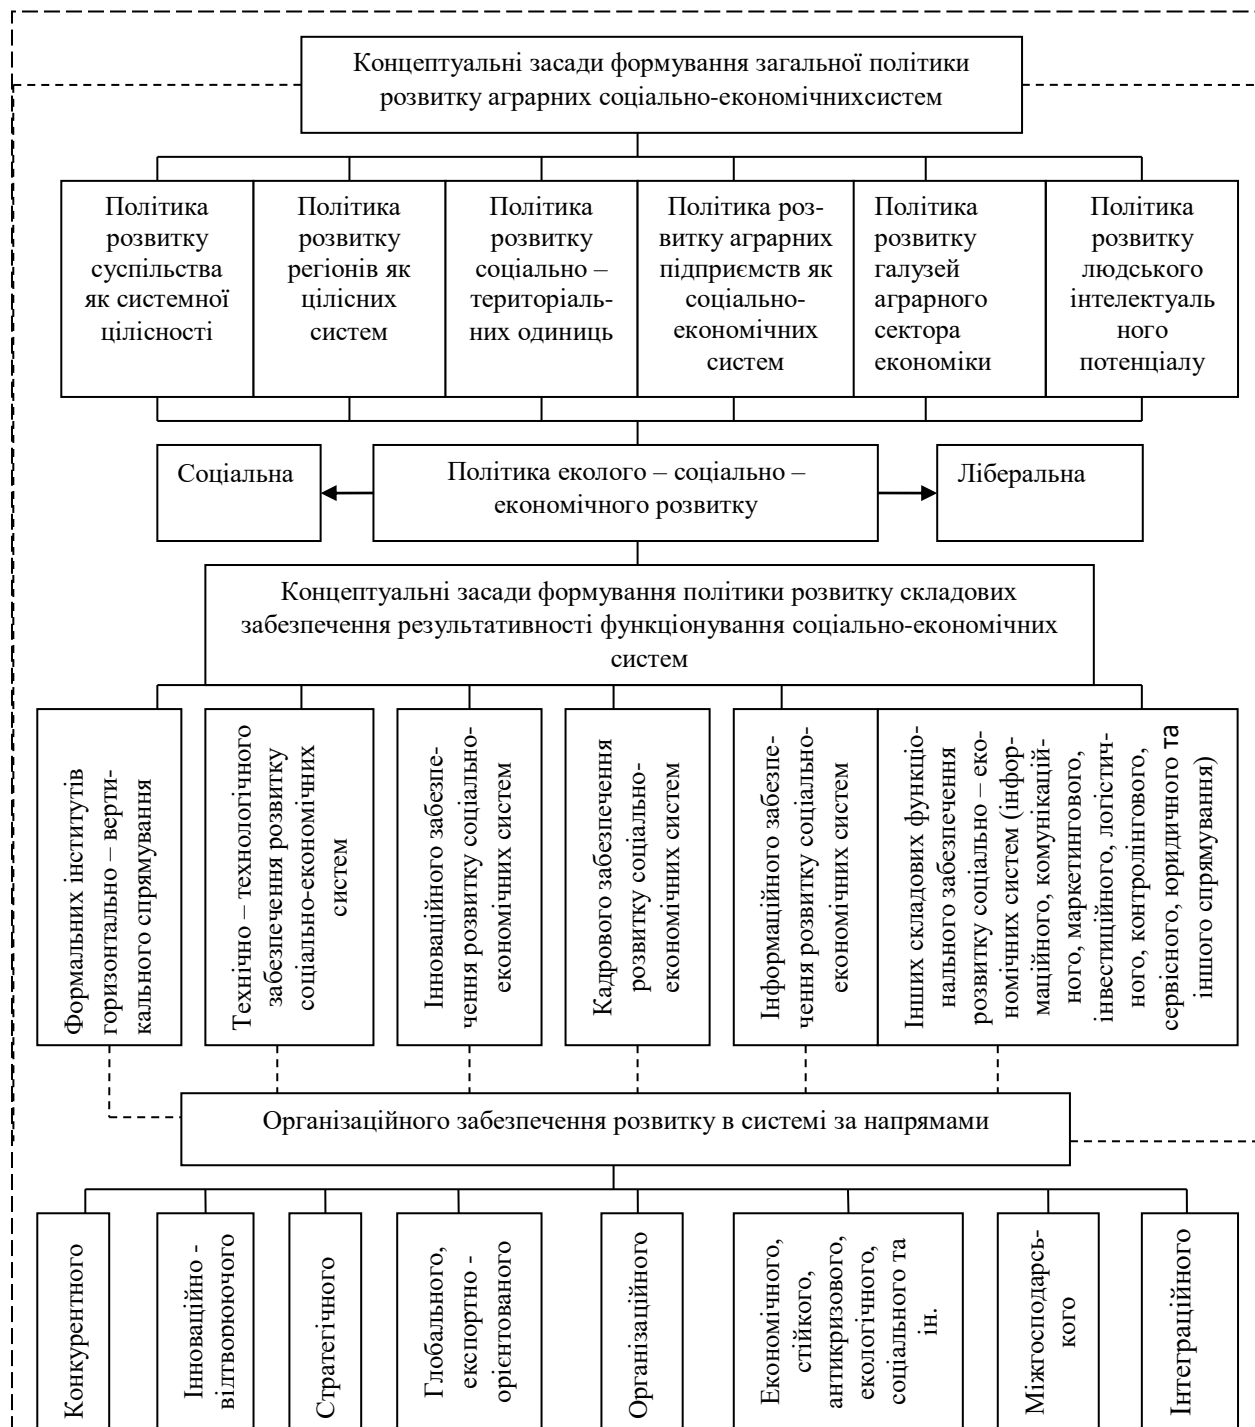 Концептуальні засади формування загальної політики
розвитку аграрних соціально-економічнихсистем
Політика
розвитку
суспільства
як системної
цілісності
Політика
розвитку
регіонів як
цілісних
систем
Політика
розвитку
соціально –
територіаль-
них одиниць
Політика роз-
витку аграрних
підприємств як
соціально-
економічних
систем
Політика
розвитку
галузей
аграрного
сектора
економіки
Політика
розвитку
людського
інтелектуаль
ного
потенціалу
Соціальна
Політика еколого – соціально –
економічного розвитку
Ліберальна
Концептуальні засади формування політики розвитку складових
забезпечення результативності функціонування соціально-економічних
систем
Формальних інститутів
горизонтально – верти-
кального спрямування
Технічно – технологічного
забезпечення розвитку
соціально-економічних
систем
Інноваційного забезпе-
чення розвитку соціально-
економічних систем
Кадрового забезпечення
розвитку соціально-
економічних систем
Інформаційного забезпе-
чення розвитку соціально-
економічних систем
Інших складових функціо-
нального забезпечення
розвитку соціально – еко-
номічних систем (інфор-
маційного, комунікацій-
ного, маркетингового,
інвестиційного, логістич-
ного, контролінгового,
сервісного, юридичного та
іншого спрямування)
Організаційного забезпечення розвитку в системі за напрямами
Конкурентного
Інноваційно -
відтворюючого
Стратегічного
Глобального,
експортно -
орієнтованого
Організаційного
Економічного,
стійкого,
антикризового,
екологічного,
соціального та
ін.
Міжгосподарсь-
кого
Інтеграційного